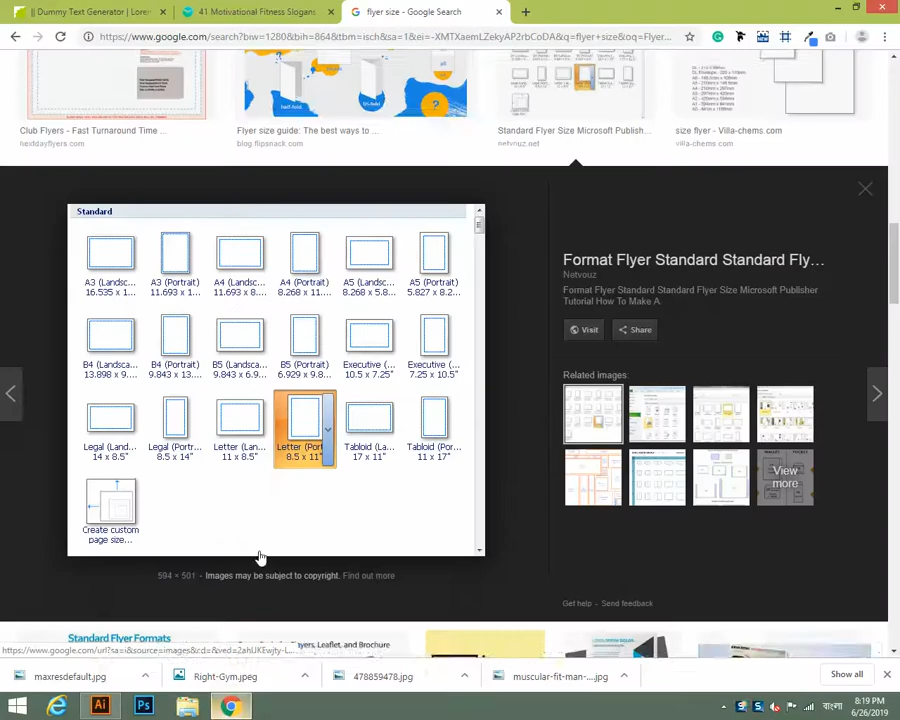 || Dummy Text Generator | Lorem
41 Motivational Fitness Slogans
flyer size - Google Search
https://www.google.com/search?biw=1280&bih=864&tbm=isch&sa=1&ei=-XMTXaemLZekyAP2rbCoDA&q=flyer+size&oq=Flye...
half-fold
Club Flyers - Fast Turnaround Time ...
nextdayflyers.com
Flyer size guide: The best ways to ...
blog.flipsnack.com
Standard Flyer Size Microsoft Publish...
netvouz.net
size flyer - Villa-chems.com
villa-chems.com
Standard
A3 (Landsc... A3 (Portrait) A4 (Landsc... A4 (Portrait) A5 (Landsc... A5 (Portrait)
16.535 x 1... 11.693 x 1... 11.693 x 8.... 8.268 x 11.... 8.268 x 5.8... 5.827 x 8.2...
B4 (Landsca... B4 (Portrait) B5 (Landsca... B5 (Portrait) Executive (... Executive (...
13.898 x 9.... 9.843 x 13.... 9.843 x 6.9... 6.929 x 9.8... 10.5 x 7.25" 7.25 x 10.5"
Legal (Land... Legal (Portr... Letter (Lan... Letter (Port Tabloid (La... Tabloid (Por...
14 x 8.5" 8.5 x 14" 11 x 8.5" 8.5 x 11" 17 x 11" 11 x 17"
Create custom
page size...
594 × 501 - Images may be subject to copyright. Find out more
Format Flyer Standard Standard Fly...
Netvouz
Format Flyer Standard Standard Flyer Size Microsoft Publisher
Tutorial How To Make A.
Visit
Share
Related images:
View
more
Get help - Send feedback
Standard Flyer Formats
yers, Leaflet, and Brochure
https://www.google.com/url?sa=i&source=images&cd=&ved=2ahUKEwjty-L...
maxresdefault.jpg
Right-Gym.jpeg
478859478.jpg
muscular-fit-man-....jpg
Show all
Ai
Ps
বাংলা
8:19 PM
6/26/2019